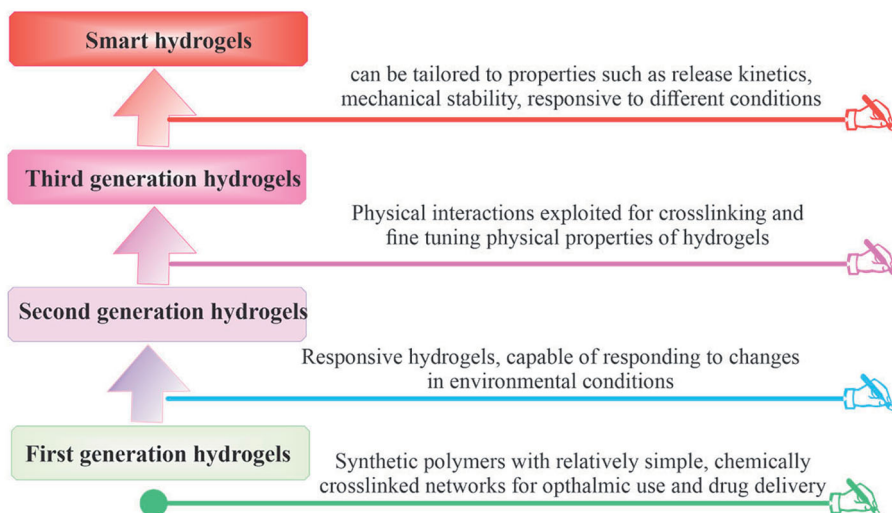 Smart hydrogels
can be tailored to properties such as release kinetics,
mechanical stability, responsive to different conditions
Third generation hydrogels
Physical interactions exploited for crosslinking and
fine tuning physical properties of hydrogels
Second generation hydrogels
Responsive hydrogels, capable of responding to changes
in environmental conditions
First generation hydrogels
Synthetic polymers with relatively simple, chemically
crosslinked networks for opthalmic use and drug delivery